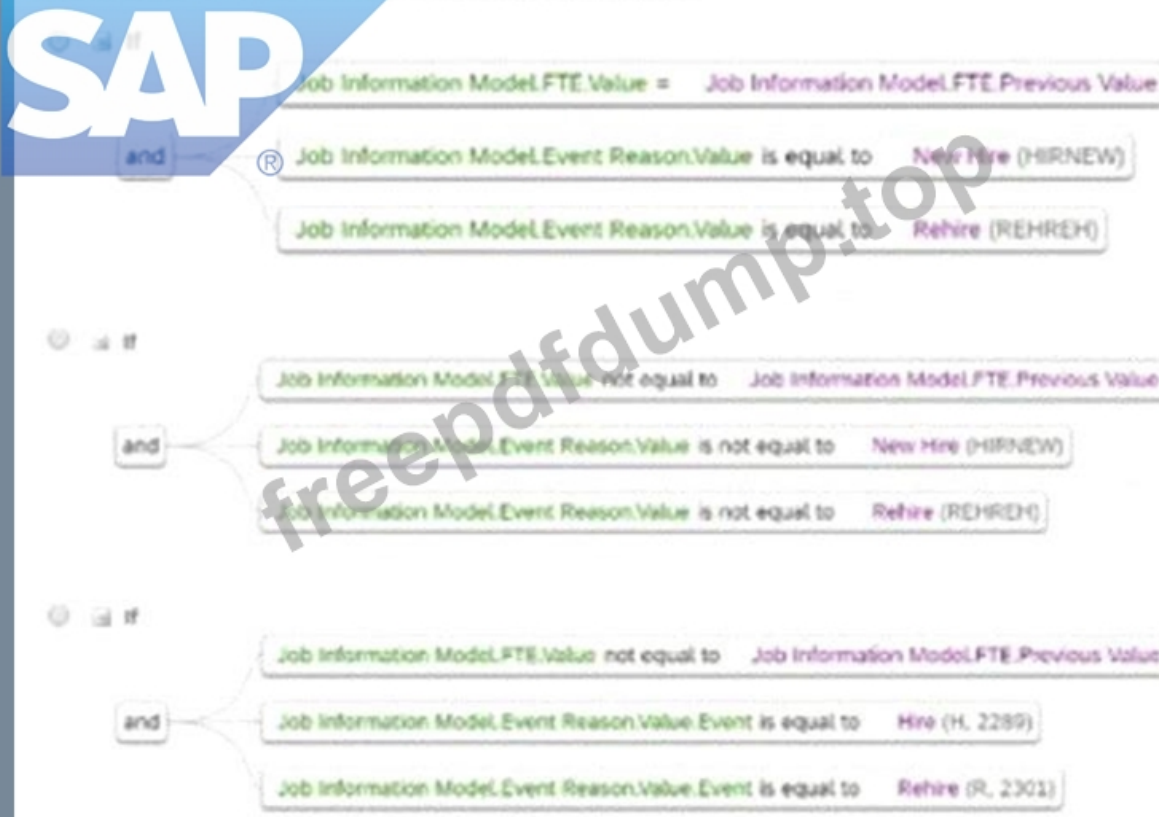 SAP
®
If
Job Information Model.FTE.Value = Job Information Model.FTE.Previous Value
and
Job Information Model.Event Reason.Value is equal to New Hire (HIRNEW)
Job Information Model.Event Reason.Value is equal to Rehire (REHREH)
If
Job Information Model.FTE.Value not equal to Job Information Model.FTE.Previous Value
and
Job Information Model.Event Reason.Value is not equal to New Hire (HIRNEW)
Job Information Model.Event Reason.Value is not equal to Rehire (REHREH)
If
Job Information Model.FTE.Value not equal to Job Information Model.FTE.Previous Value
and
Job Information Model.Event Reason.Value.Event is equal to Hire (H, 2289)
Job Information Model.Event Reason.Value.Event is equal to Rehire (R, 2301)
freepdfdump.top